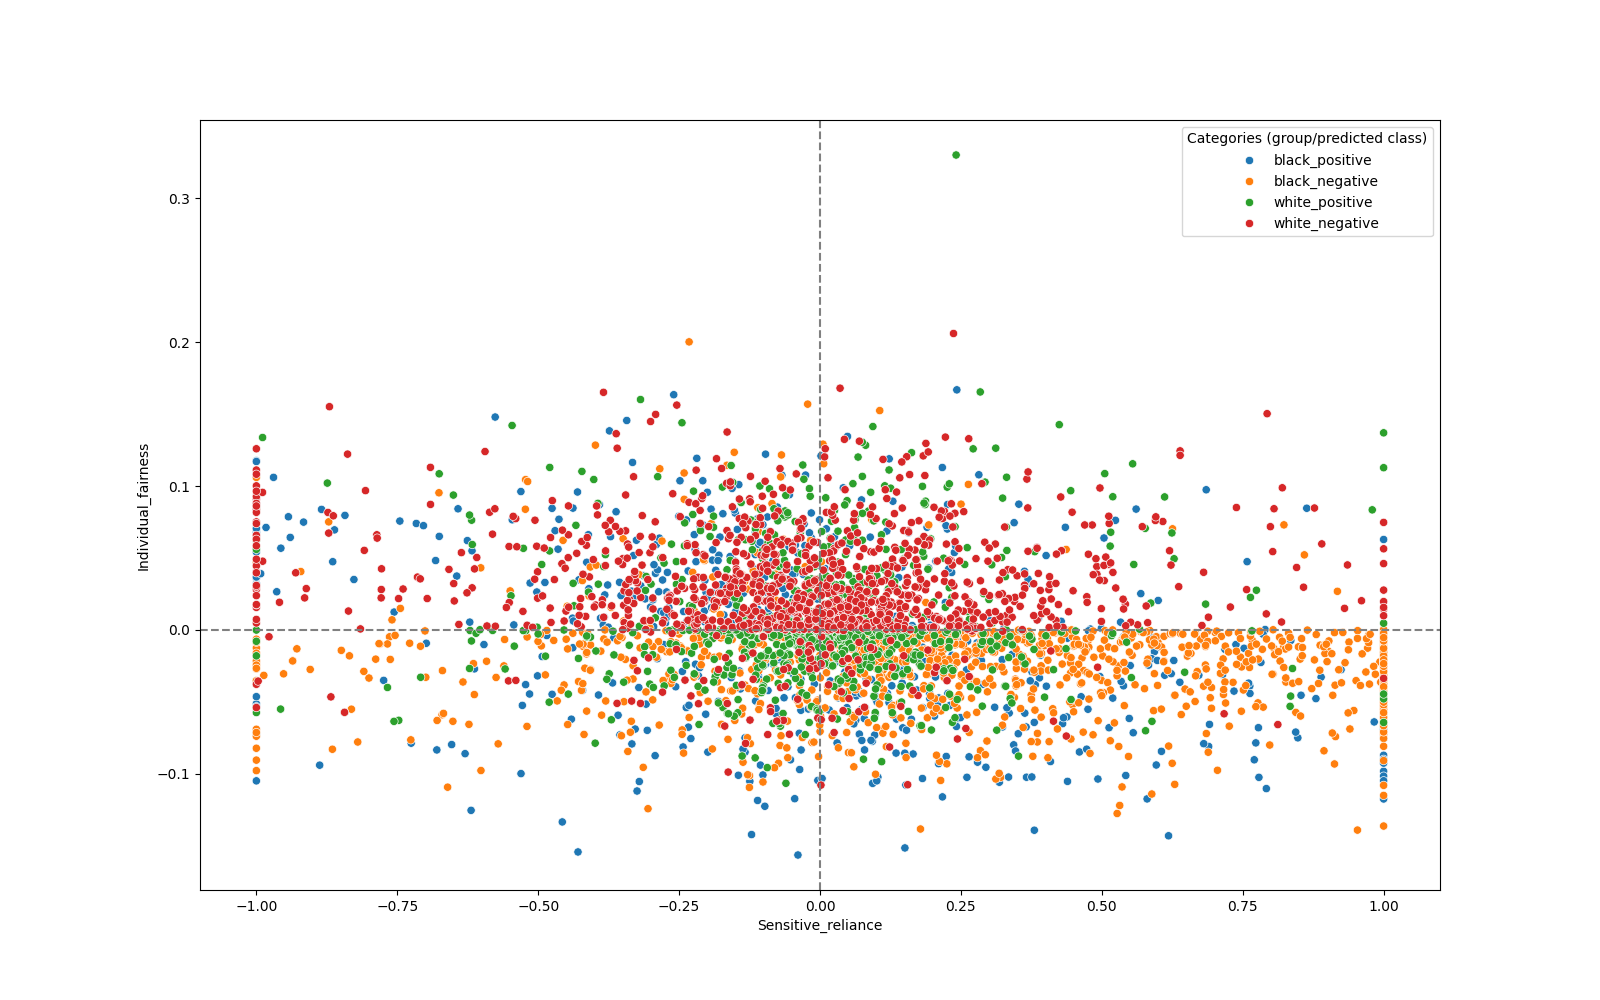 Categories (group/predicted class)
black_positive
black_negative
white_positive
white_negative
0.3
0.2
0.1
0.0
−0.1
Individual_fairness
−1.00
−0.75
−0.50
−0.25
0.00
0.25
0.50
0.75
1.00
Sensitive_reliance